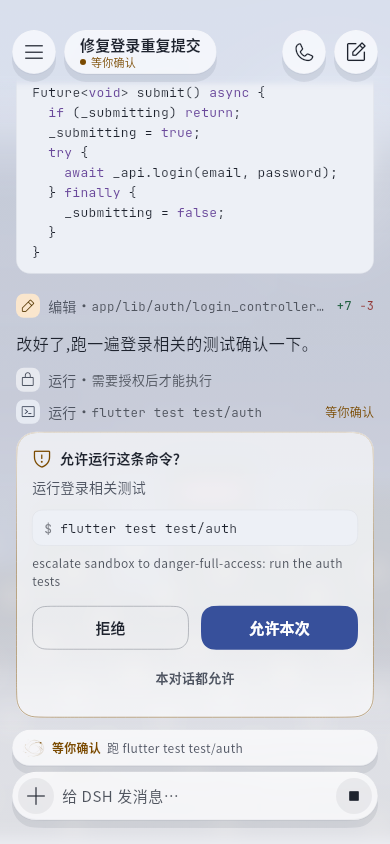 修复登录重复提交
等你确认
Future<void> submit() async {
if (_submitting) return;
_submitting = true;
try {
await _api.login(email, password);
} finally {
_submitting = false;
}
}
编辑·app/lib/auth/login_controller… +7 -3
改好了,跑一遍登录相关的测试确认一下。
运行·需要授权后才能执行
运行·flutter test test/auth 等你确认
允许运行这条命令?
运行登录相关测试
$ flutter test test/auth
escalate sandbox to danger-full-access: run the auth
tests
拒绝 允许本次
本对话都允许
等你确认 跑 flutter test test/auth
给 DSH 发消息…